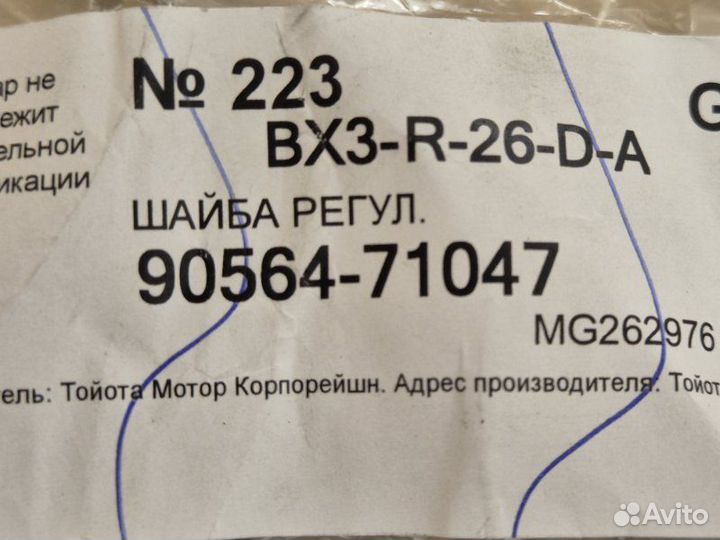 № 223
G
BX3-R-26-D-A
ШАЙБА РЕГУЛ.
90564-71047
MG262976
ар не
ежит
ельной
икации
ель: Тойота Мотор Корпорейшн. Адрес производителя: Тойот
Avito